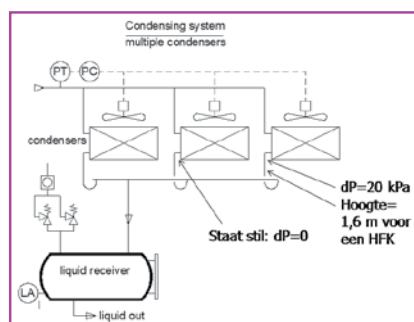 Condensing system
multiple condensers
PT
PC
condensers
dP=20 kPa
Hoogte=
1,6 m voor
een HFK
Staat stil: dP=0
liquid receiver
LA
liquid out